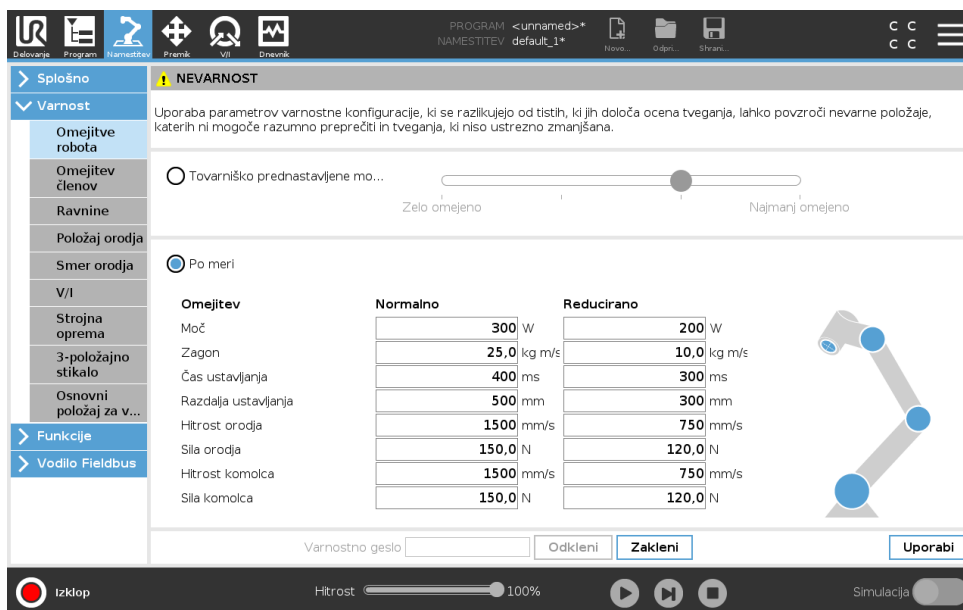 PROGRAM <unnamed>*
NAMESTITEV default_1*
Delovanje Program Namestitev Premik V/I Dnevnik Novo... Odpri... Shrani...
C C
C C
Splošno
Varnost
Omejitve
robota
Omejitev
členov
Ravnine
Položaj orodja
Smer orodja
V/I
Strojna
oprema
3-položajno
stikalo
Osnovni
položaj za v...
Funkcije
Vodilo Fieldbus
NEVARNOST
Uporaba parametrov varnostne konfiguracije, ki se razlikujejo od tistih, ki jih določa ocena tveganja, lahko povzroči nevarne položaje,
katerih ni mogoče razumno preprečiti in tveganja, ki niso ustrezno zmanjšana.
Tovarniško prednastavljene mo...
Zelo omejeno Najmanj omejeno
Po meri
Omejitev Normalno Reducirano
Moč 300 W 200 W
Zagon 25,0 kg m/s 10,0 kg m/s
Čas ustavljanja 400 ms 300 ms
Razdalja ustavljanja 500 mm 300 mm
Hitrost orodja 1500 mm/s 750 mm/s
Sila orodja 150,0 N 120,0 N
Hitrost komolca 1500 mm/s 750 mm/s
Sila komolca 150,0 N 120,0 N
Varnostno geslo Odkleni Zakleni Uporabi
Izklop Hitrost 100% Simulacija